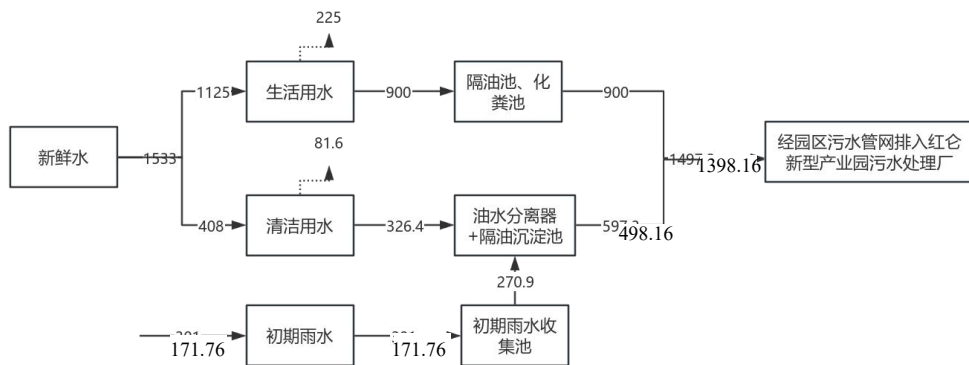 225
1125
生活用水
900
隔油池、化
粪池
900
新鲜水
1533
81.6
1398.16
经园区污水管网排入红仑
新型产业园污水处理厂
408
清洁用水
326.4
油水分离器
+隔油沉淀池
498.16
270.9
171.76
初期雨水
171.76
初期雨水收
集池